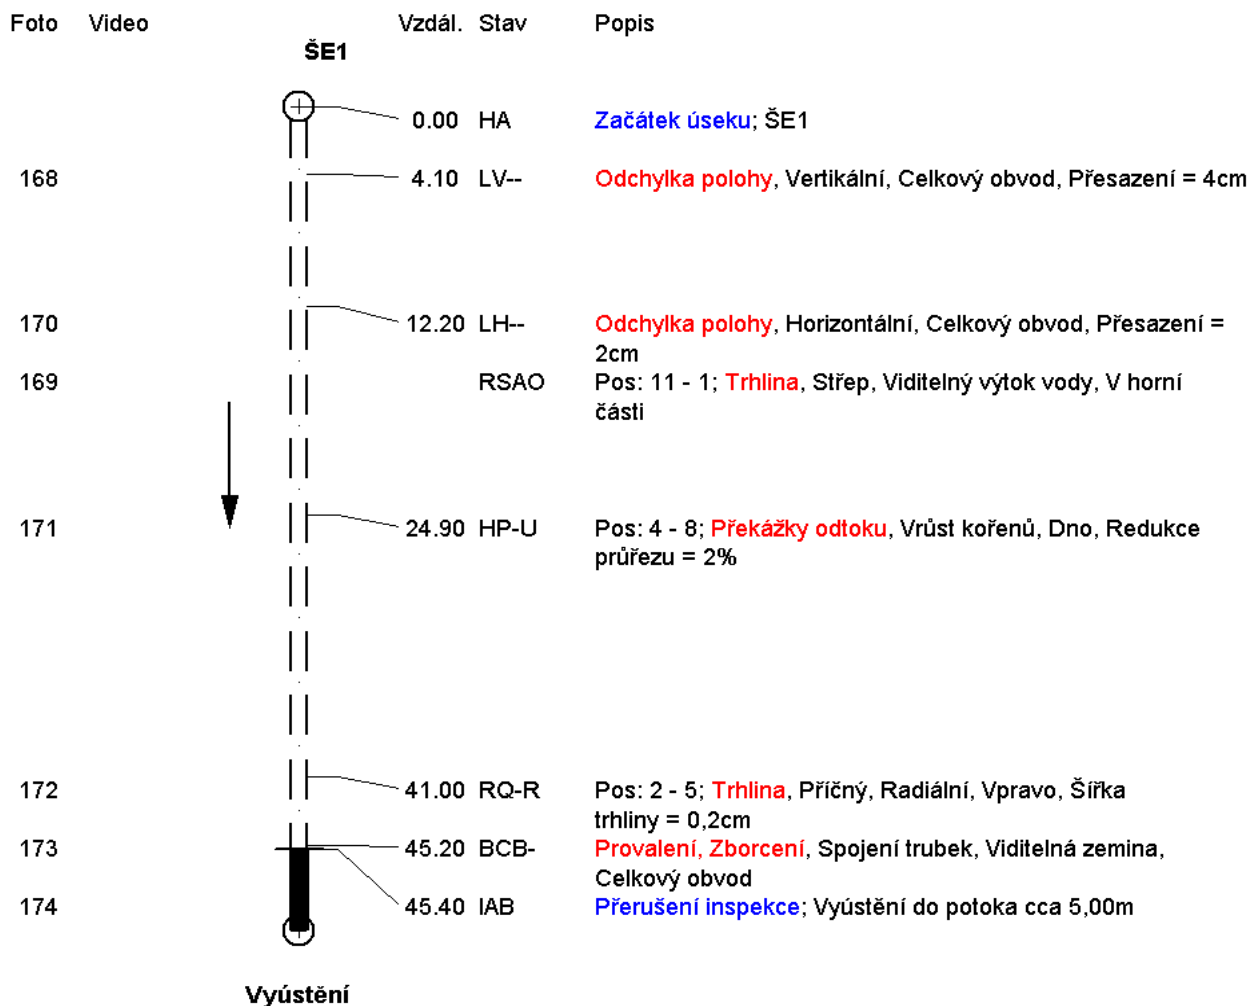 Foto Video Vzdál. Stav Popis
ŠE1
0.00 HA Začátek úseku; ŠE1
168 4.10 LV-- Odchylka polohy, Vertikální, Celkový obvod, Přesazení = 4cm
170 12.20 LH-- Odchylka polohy, Horizontální, Celkový obvod, Přesazení =
2cm
169 RSAO Pos: 11 - 1; Trhlina, Střep, Viditelný výtok vody, V horní
části
171 24.90 HP-U Pos: 4 - 8; Překážky odtoku, Vrůst kořenů, Dno, Redukce
průřezu = 2%
172 41.00 RQ-R Pos: 2 - 5; Trhlina, Příčný, Radiální, Vpravo, Šířka
trhliny = 0,2cm
173 45.20 BCB- Provalení, Zborcení, Spojení trubek, Viditelná zemina,
Celkový obvod
174 45.40 IAB Přerušení inspekce; Vyústění do potoka cca 5,00m
Vyústění